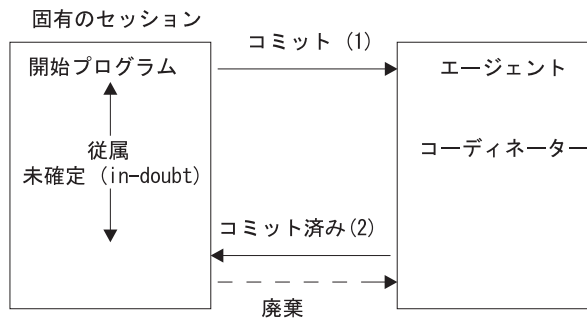 固有のセッション
コミット (1)
開始プログラム
エージェント
従属
未確定 (in-doubt)
コーディネーター
コミット済み(2)
廃棄